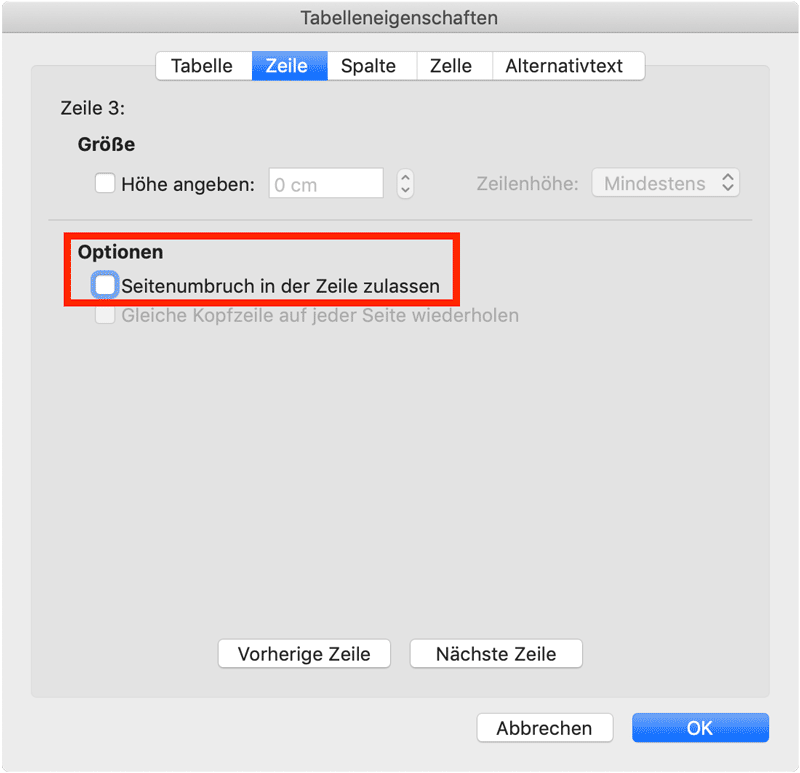 Tabelleneigenschaften
Tabelle Zeile Spalte Zelle Alternativtext
Zeile 3:
Größe
Höhe angeben: 0 cm Zeilenhöhe: Mindestens
Optionen
Seitenumbruch in der Zeile zulassen
Gleiche Kopfzeile auf jeder Seite wiederholen
Vorherige Zeile Nächste Zeile
Abbrechen OK